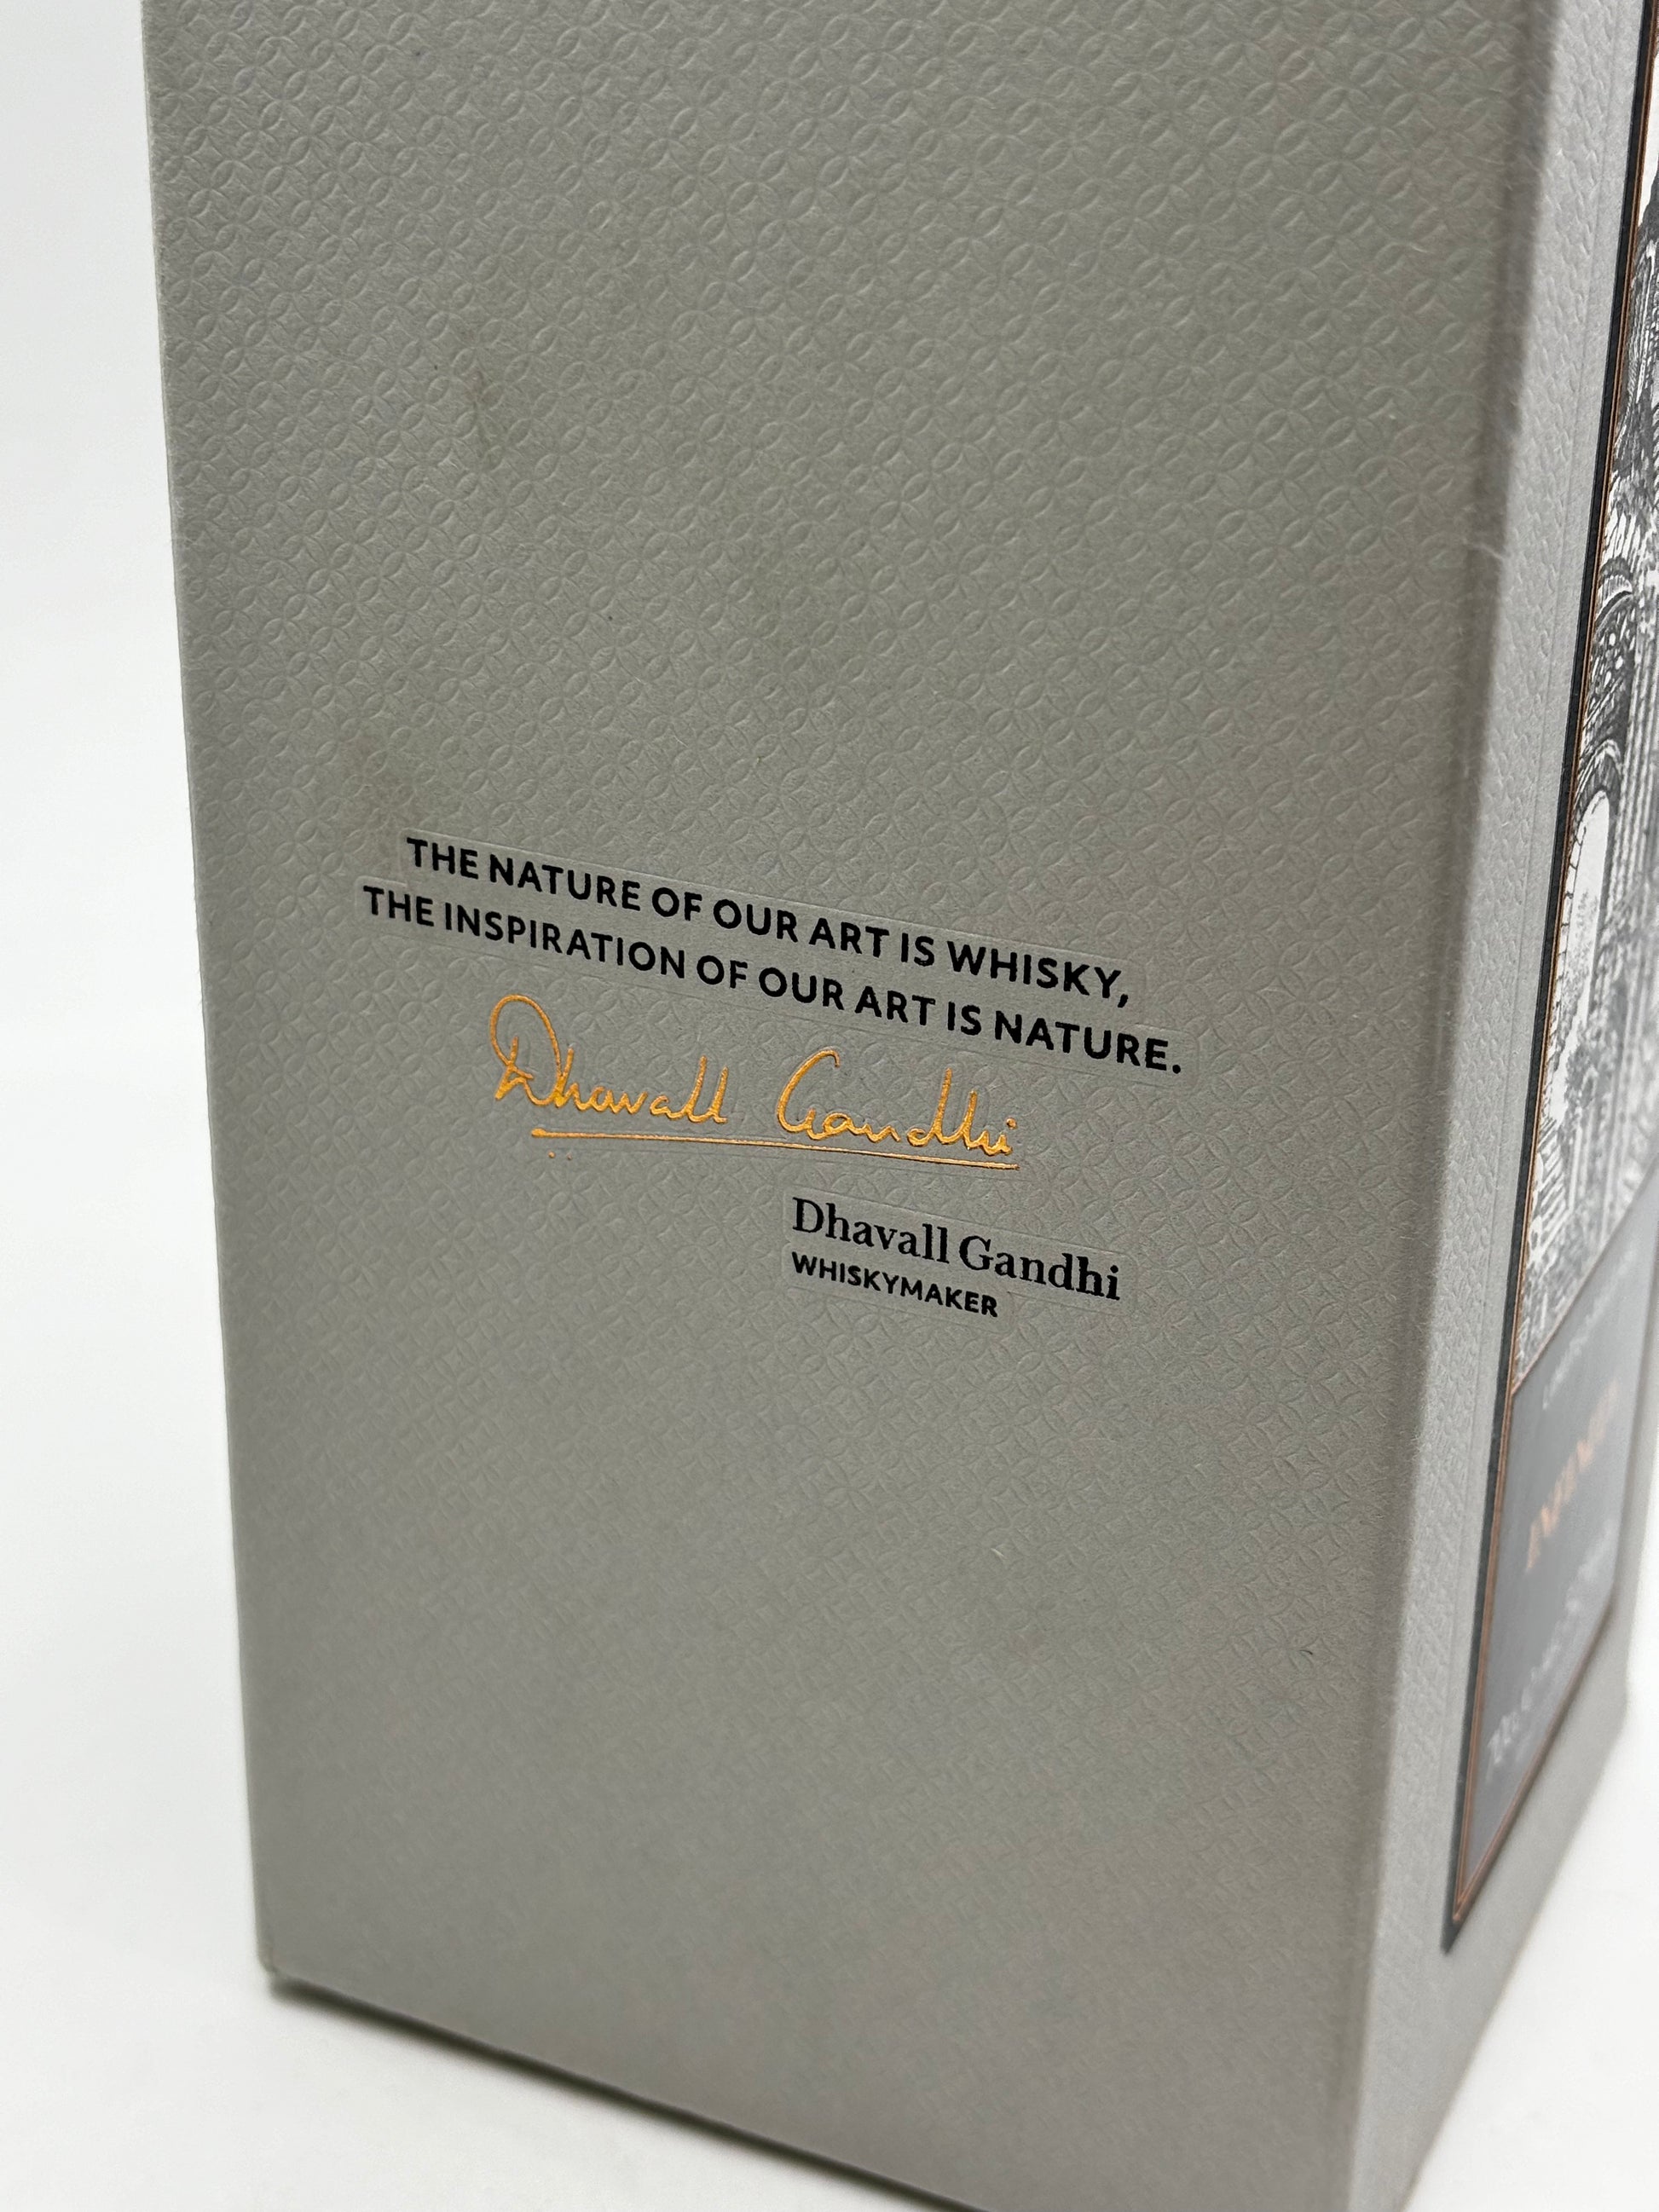 THE NATURE OF OUR ART IS WHISKY,
THE INSPIRATION OF OUR ART IS NATURE.
Dhavall Gandhi
Dhavall Gandhi
WHISKYMAKER